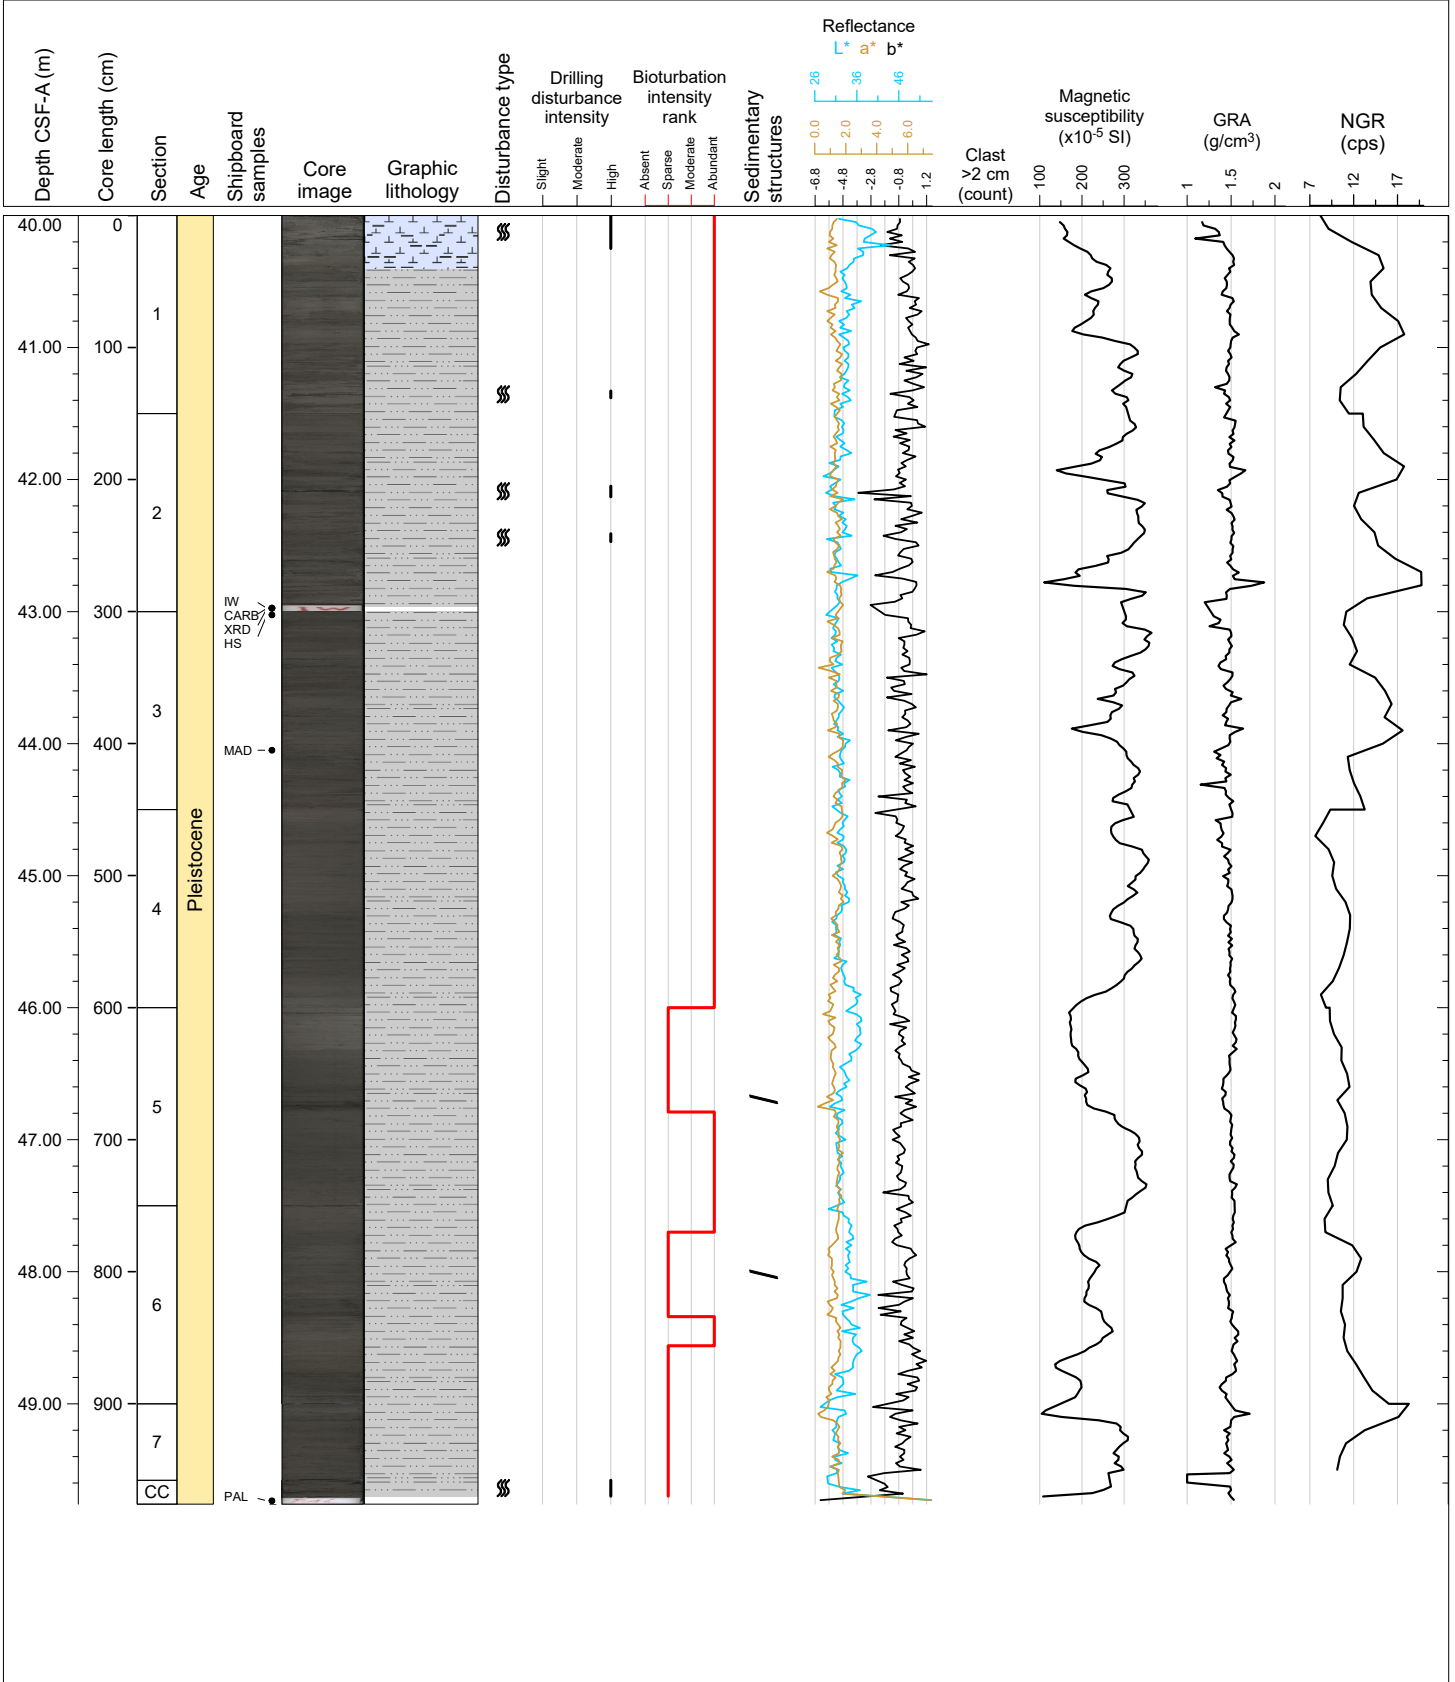 Depth CSF-A (m)
Core length (cm)
Section
Age
Shipboard
samples
Core
image
Graphic
lithology
Disturbance type
Drilling
disturbance
intensity
Slight
Moderate
High
Bioturbation
intensity
rank
Absent
Sparse
Moderate
Abundant
Sedimentary
structures
Reflectance
L* a* b*
26 36 46
0.0 2.0 4.0 6.0
-6.8 -4.8 -2.8 -0.8 1.2
Clast
>2 cm
(count)
Magnetic
susceptibility
(x10-5 SI)
100 200 300
GRA
(g/cm3)
1 1.5 2
NGR
(cps)
7 12 17
40.00 0
1
41.00 100
42.00 200
2
IW
43.00 300
CARB
XRD
HS
3
44.00 400
MAD
Pleistocene
45.00 500
4
46.00 600
5
47.00 700
48.00 800
6
49.00 900
7
CC
PAL
IW